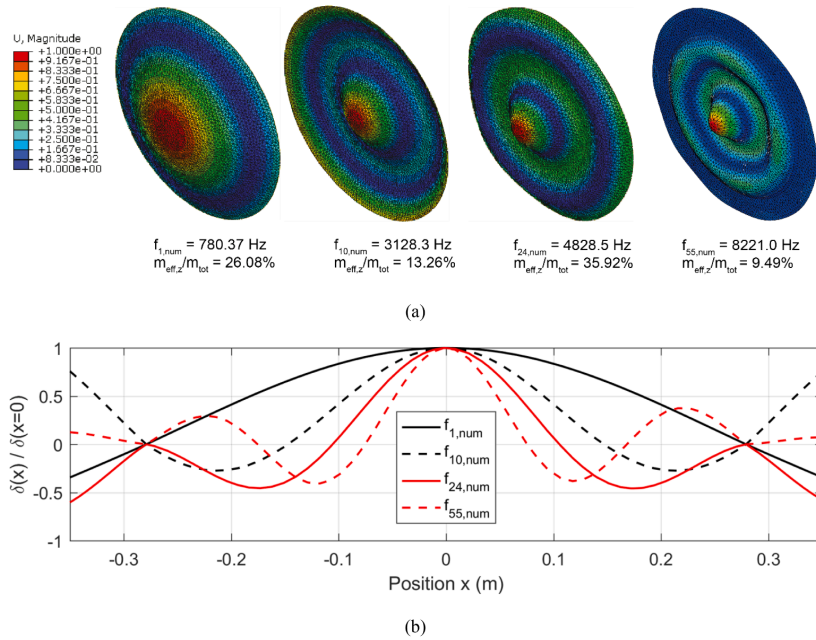 U, Magnitude
+1.000e+00
+9.167e-01
+8.333e-01
+7.500e-01
+6.667e-01
+5.833e-01
+5.000e-01
+4.167e-01
+3.333e-01
+2.500e-01
+1.667e-01
+8.333e-02
+0.000e+00
f1,num = 780.37 Hz
meff,z/mtot = 26.08%
f10,num = 3128.3 Hz
meff,z/mtot = 13.26%
f24,num = 4828.5 Hz
meff,z/mtot = 35.92%
f55,num = 8221.0 Hz
meff,z/mtot = 9.49%
(a)
δ(x) / δ(x=0)
1
0.5
0
-0.5
-1
f1,num
f10,num
f24,num
f55,num
-0.3
-0.2
-0.1
0
0.1
0.2
0.3
Position x (m)
(b)